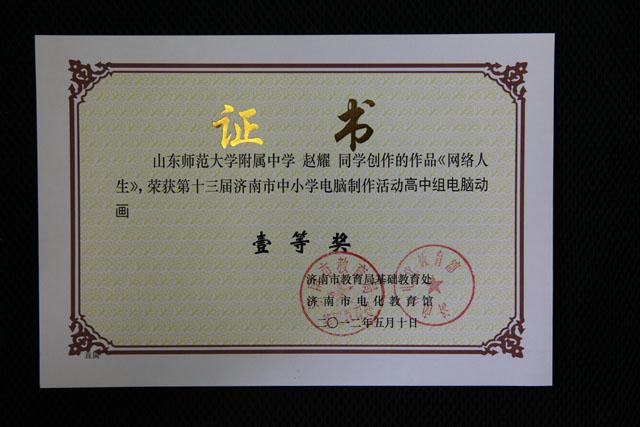 证 书
山东师范大学附属中学 赵耀 同学创作的作品《网络人
生》，荣获第十三届济南市中小学电脑制作活动高中组电脑动
画
壹等奖
济南市教育局基础教育处
济南市电化教育馆
二〇一二年五月十日